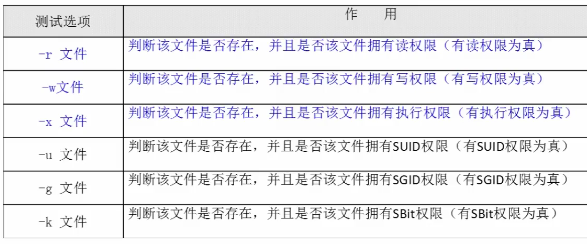 测试选项 作 用
-r 文件 判断该文件是否存在，并且是否该文件拥有读权限（有读权限为真）
-w文件 判断该文件是否存在，并且是否该文件拥有写权限（有写权限为真）
-x 文件 判断该文件是否存在，并且是否该文件拥有执行权限（有执行权限为真）
-u 文件 判断该文件是否存在，并且是否该文件拥有SUID权限（有SUID权限为真）
-g 文件 判断该文件是否存在，并且是否该文件拥有SGID权限（有SGID权限为真）
-k 文件 判断该文件是否存在，并且是否该文件拥有SBit权限（有SBit权限为真）